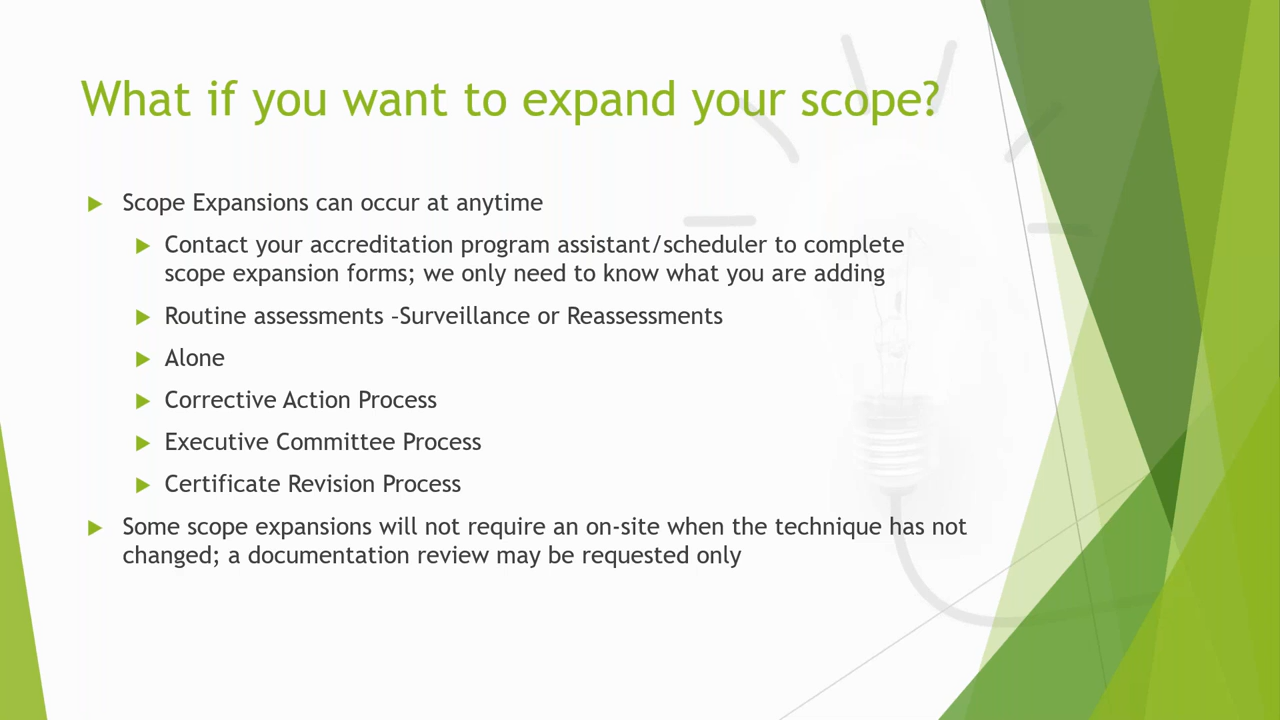 What if you want to expand your scope?
Scope Expansions can occur at anytime
Contact your accreditation program assistant/scheduler to complete
scope expansion forms; we only need to know what you are adding
Routine assessments –Surveillance or Reassessments
Alone
Corrective Action Process
Executive Committee Process
Certificate Revision Process
Some scope expansions will not require an on-site when the technique has not
changed; a documentation review may be requested only